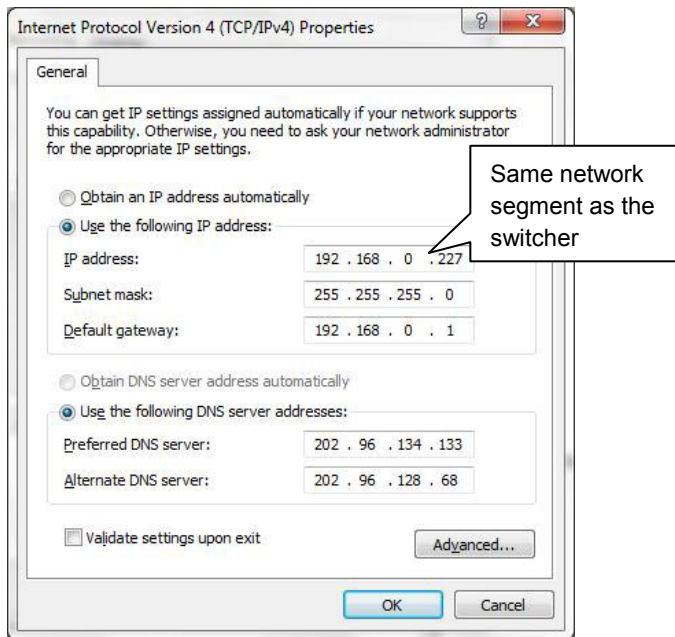 Internet Protocol Version 4 (TCP/IPv4) Properties
General
You can get IP settings assigned automatically if your network supports
this capability. Otherwise, you need to ask your network administrator
for the appropriate IP settings.
Same network
segment as the
switcher
Obtain an IP address automatically
Use the following IP address:
IP address: 192 . 168 . 0 . 227
Subnet mask: 255 . 255 . 255 . 0
Default gateway: 192 . 168 . 0 . 1
Obtain DNS server address automatically
Use the following DNS server addresses:
Preferred DNS server: 202 . 96 . 134 . 133
Alternate DNS server: 202 . 96 . 128 . 68
Validate settings upon exit
Advanced...
OK Cancel